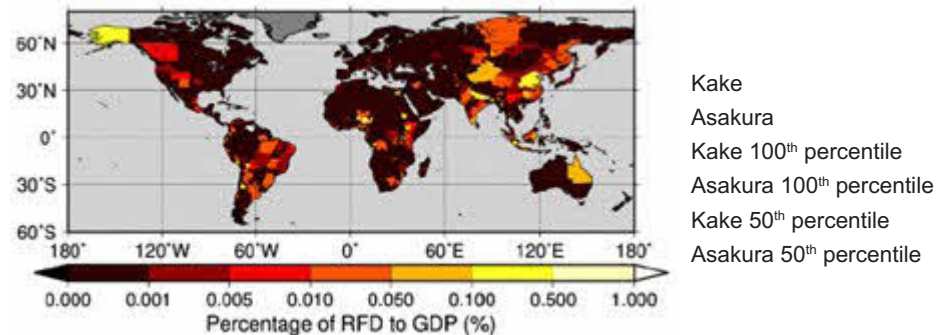 60˚N
30˚N
0˚
30˚S
60˚S
180˚ 120˚W 60˚W 0˚ 60˚E 120˚E 180˚
0.000 0.001 0.005 0.010 0.050 0.100 0.500 1.000
Percentage of RFD to GDP (%)
Kake
Asakura
Kake 100th percentile
Asakura 100th percentile
Kake 50th percentile
Asakura 50th percentile